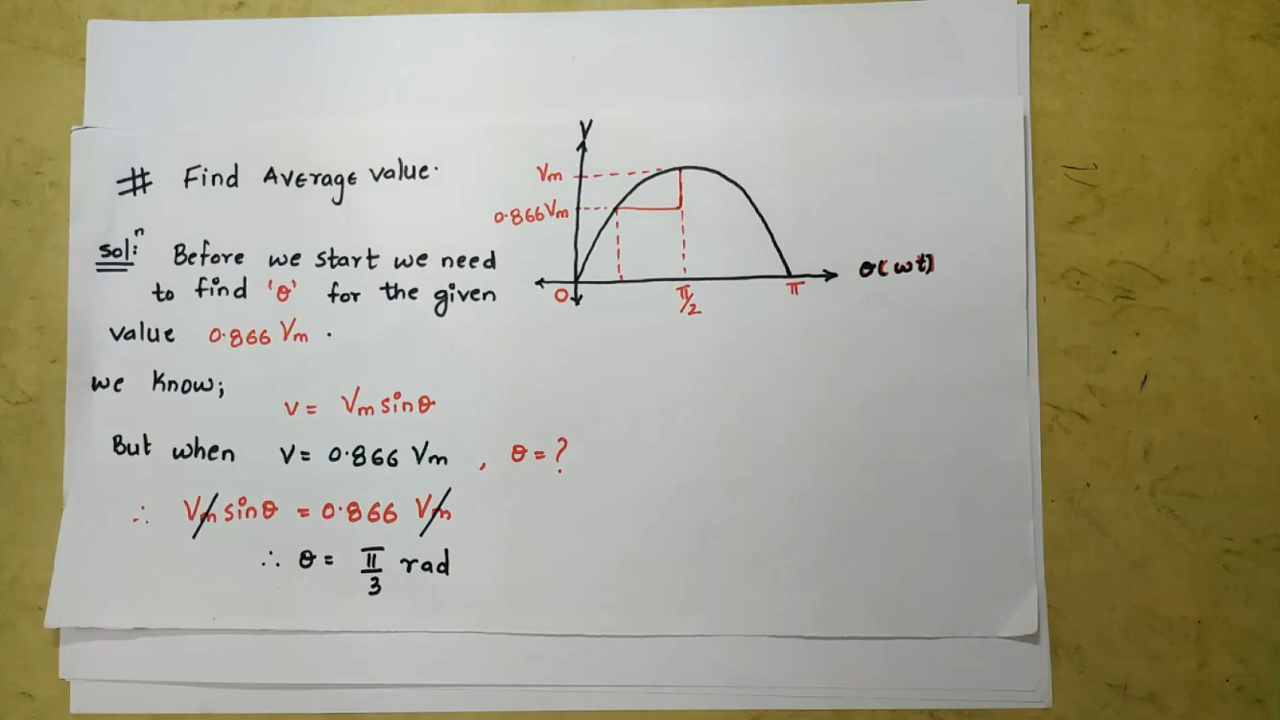 # Find Average value.
Solⁿ: Before we start we need
to find 'θ' for the given
value 0.866 Vm.
we know;
v = Vm sinθ
But when v = 0.866 Vm , θ = ?
∴ Vm sinθ = 0.866 Vm
∴ θ = π/3 rad
V
Vm
0.866Vm
θ(ωt)
0
π/2
π